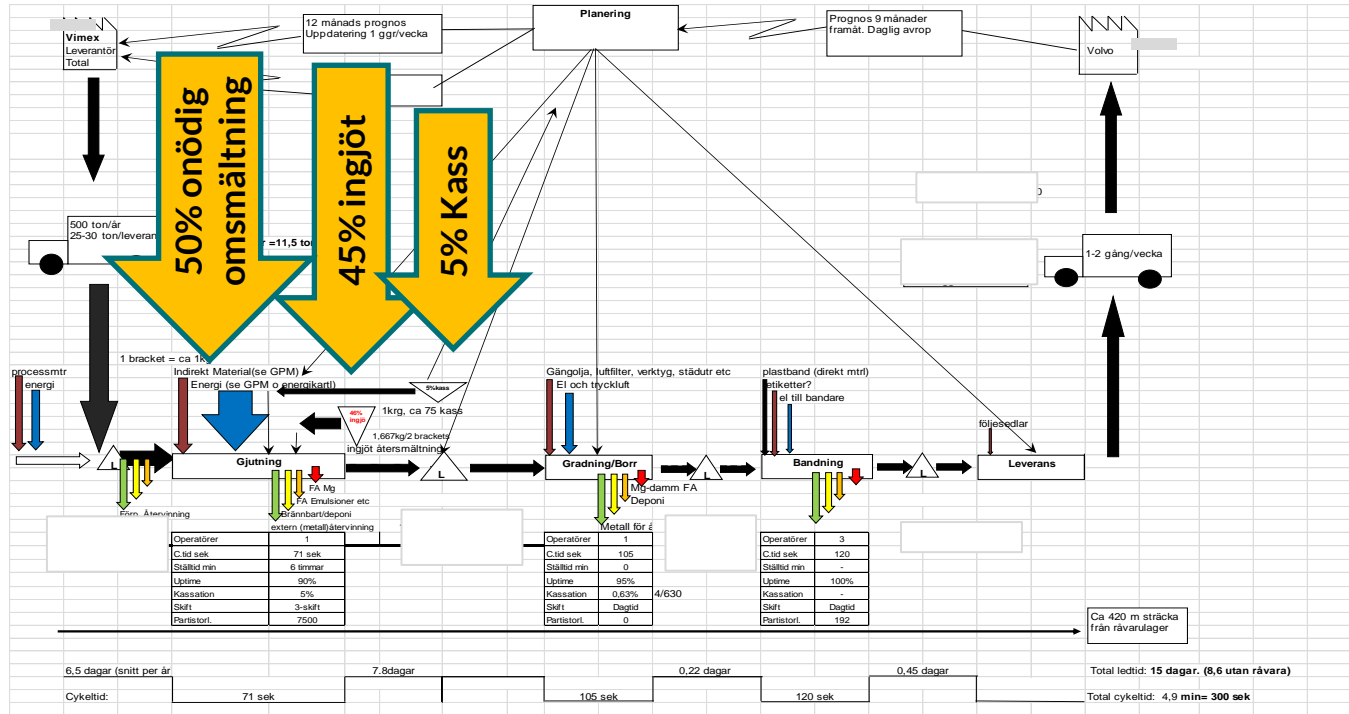 Planering
12 månads prognos
Uppdatering 1 ggr/vecka
Prognos 9 månader
framåt. Daglig avrop
Vimex
Leverantör
Total
Volvo
50% onödig
omsmältning
45% ingjöt
5% Kass
500 ton/år
25-30 ton/leveran
=11,5 to
1-2 gång/vecka
1 bracket = ca 1k
processmtr
energi
Indirekt Material(se GPM)
Energi (se GPM o energikartl)
5%kass
1krg, ca 75 kass
46%
ingjö
1,667kg/2 brackets
ingjöt återsmältning
Gängolja, luftfilter, verktyg, städutr etc
El och tryckluft
plastband (direkt mtrl)
etiketter?
el till bandare
följesedlar
L
Gjutning
L
Gradning/Borr
L
Bandning
L
Leverans
FA Mg
FA Emulsioner etc
Brännbart/deponi
extern (metall)återvinning
Förp. Återvinning
Mg-damm FA
Deponi
Metall för å
Operatörer 1
C.tid sek 71 sek
Ställtid min 6 timmar
Uptime 90%
Kassation 5%
Skift 3-skift
Partistorl. 7500
Operatörer 1
C.tid sek 105
Ställtid min 0
Uptime 95%
Kassation 0,63% 4/630
Skift Dagtid
Partistorl. 0
Operatörer 3
C.tid sek 120
Ställtid min -
Uptime 100%
Kassation -
Skift Dagtid
Partistorl. 192
Ca 420 m sträcka
från råvarulager
6,5 dagar (snitt per år
7.8dagar
0,22 dagar
0,45 dagar
Total ledtid: 15 dagar. (8,6 utan råvara)
Cykeltid:
71 sek
105 sek
120 sek
Total cykeltid: 4,9 min= 300 sek